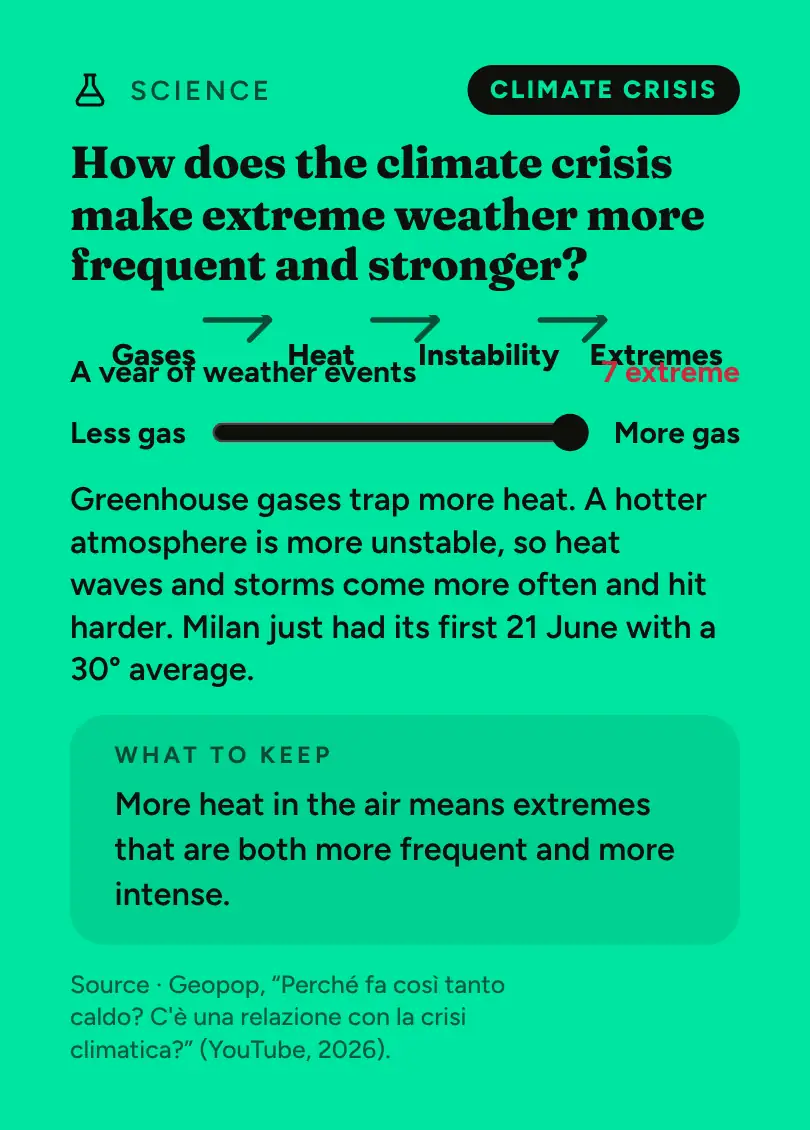 SCIENCE
CLIMATE CRISIS
How does the climate crisis
make extreme weather more
frequent and stronger?
Gases Heat Instability Extremes
A year of weather events 7 extreme
Less gas More gas
Greenhouse gases trap more heat. A hotter
atmosphere is more unstable, so heat
waves and storms come more often and hit
harder. Milan just had its first 21 June with a
30° average.
WHAT TO KEEP
More heat in the air means extremes
that are both more frequent and more
intense.
Source · Geopop, “Perché fa così tanto
caldo? C'è una relazione con la crisi
climatica?” (YouTube, 2026).